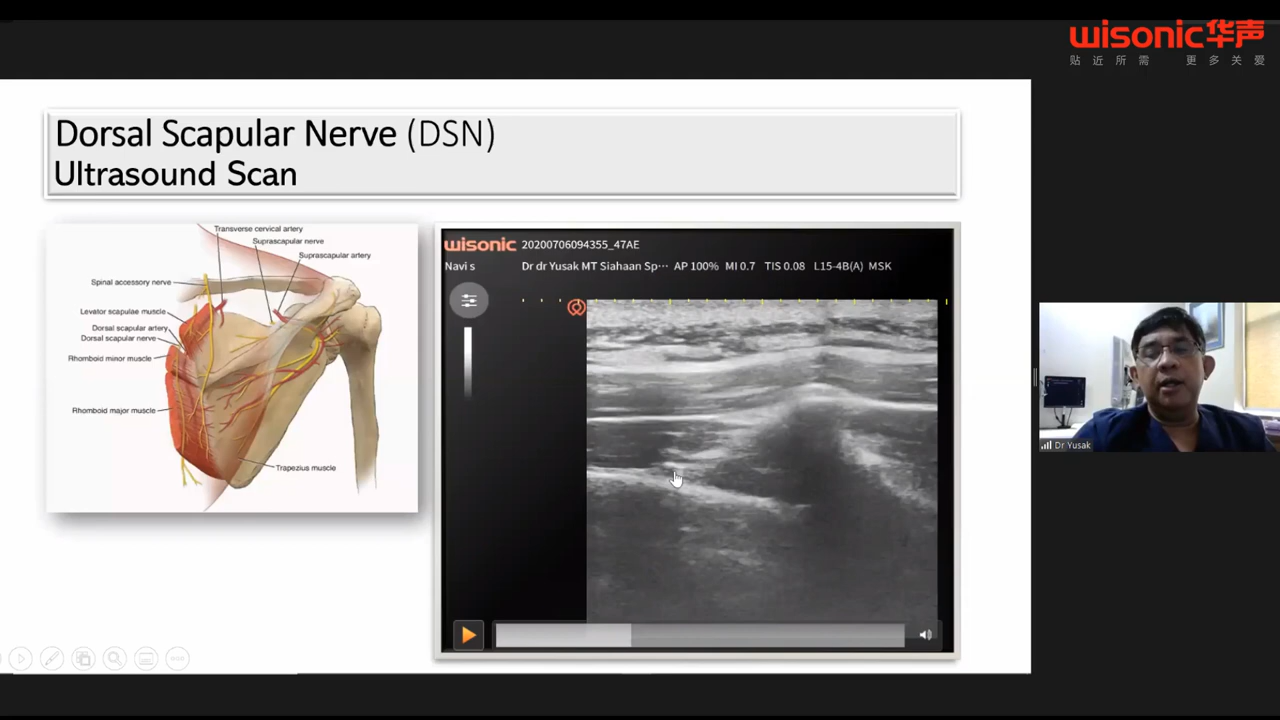 wisonic华声
贴近所需 更多关爱
Dorsal Scapular Nerve (DSN)
Ultrasound Scan
Transverse cervical artery
Suprascapular nerve
Suprascapular artery
Spinal accessory nerve
Levator scapulae muscle
Dorsal scapular artery
Dorsal scapular nerve
Rhomboid minor muscle
Rhomboid major muscle
Trapezius muscle
wisonic 20200706094355_47AE
Navi s Dr dr Yusak MT Siahaan Sp··· AP 100% MI 0.7 TIS 0.08 L15-4B(A) MSK
Dr Yusak